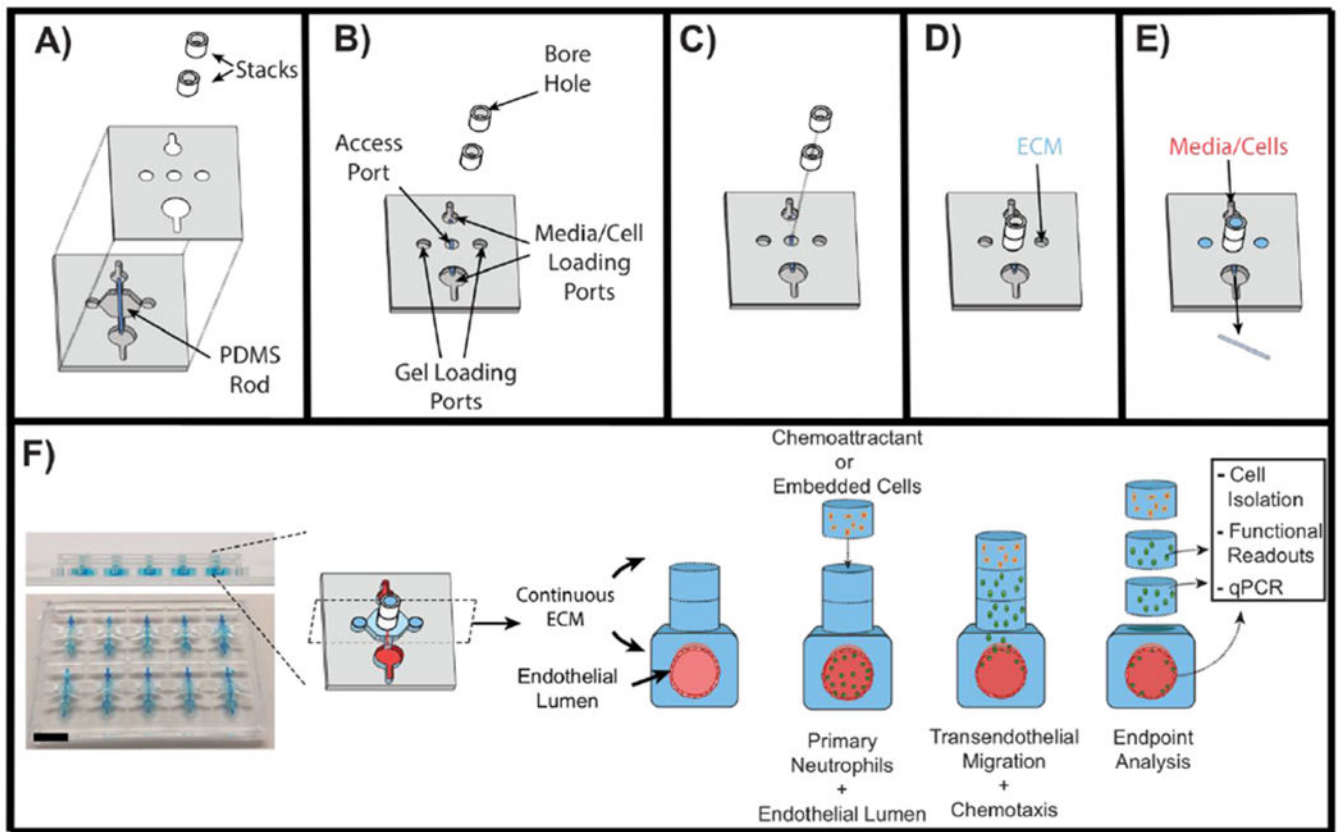 A)
Stacks
PDMS
Rod
B)
Bore
Hole
Access
Port
Media/Cell
Loading
Ports
Gel Loading
Ports
C)
D)
ECM
E)
Media/Cells
F)
Continuous
ECM
Endothelial
Lumen
Chemoattractant
or
Embedded Cells
Primary
Neutrophils
+
Endothelial Lumen
Transendothelial
Migration
+
Chemotaxis
Endpoint
Analysis
- Cell
Isolation
- Functional
Readouts
- qPCR